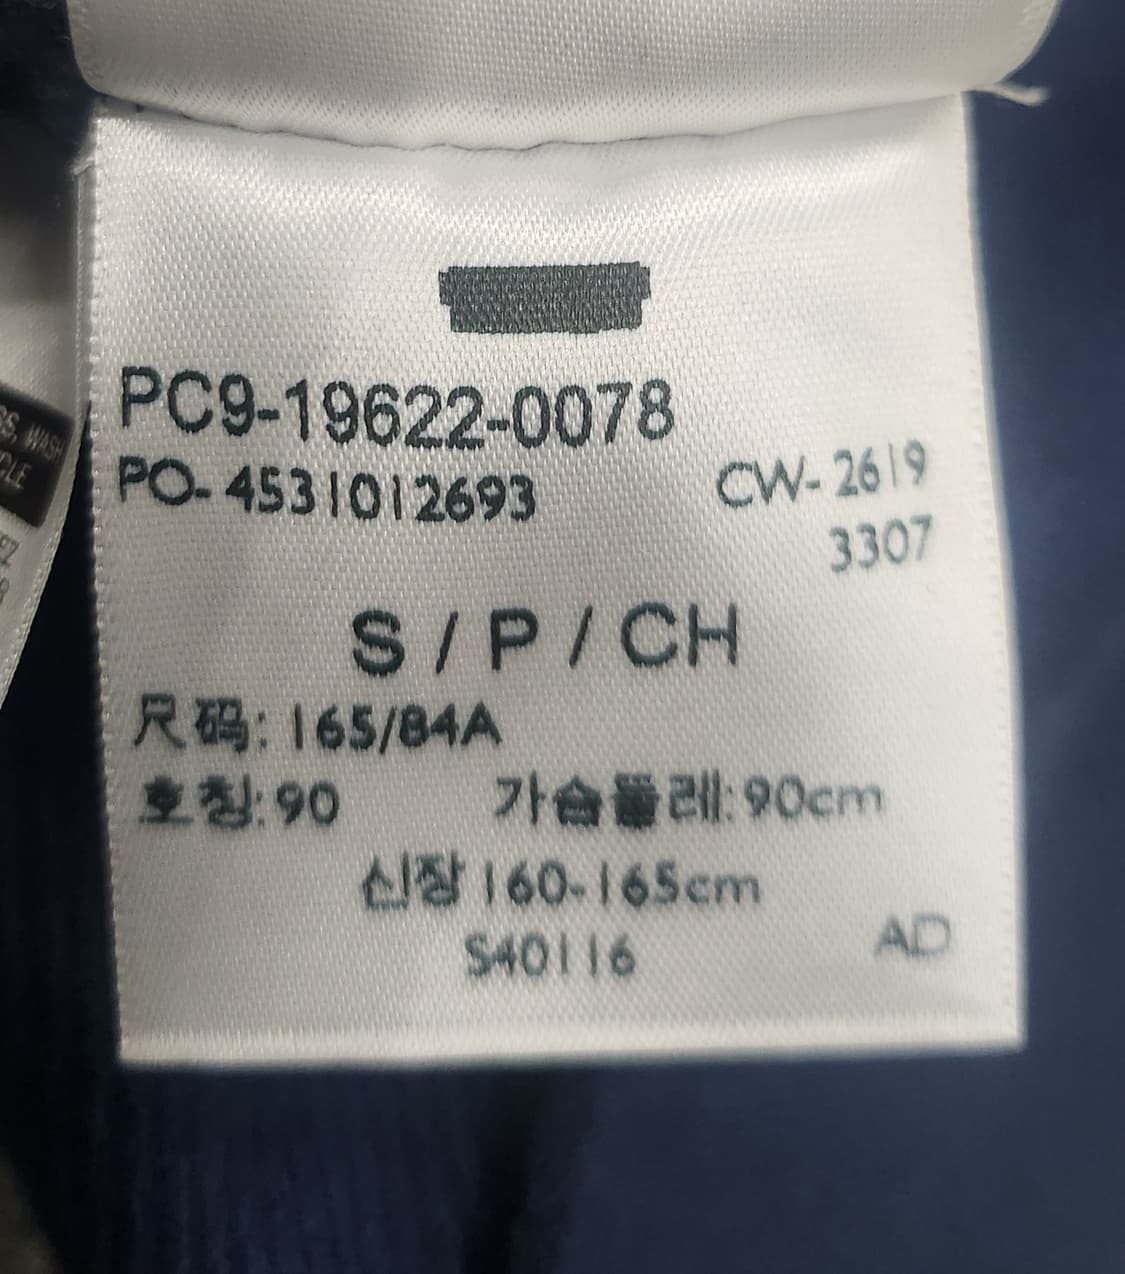 PC9-19622-0078
PO-4531012693
CW-2619
3307
S / P / CH
尺码: 165/84A
호칭:90 가슴둘레:90cm
신장 160-165cm
S40116
AD
WASH